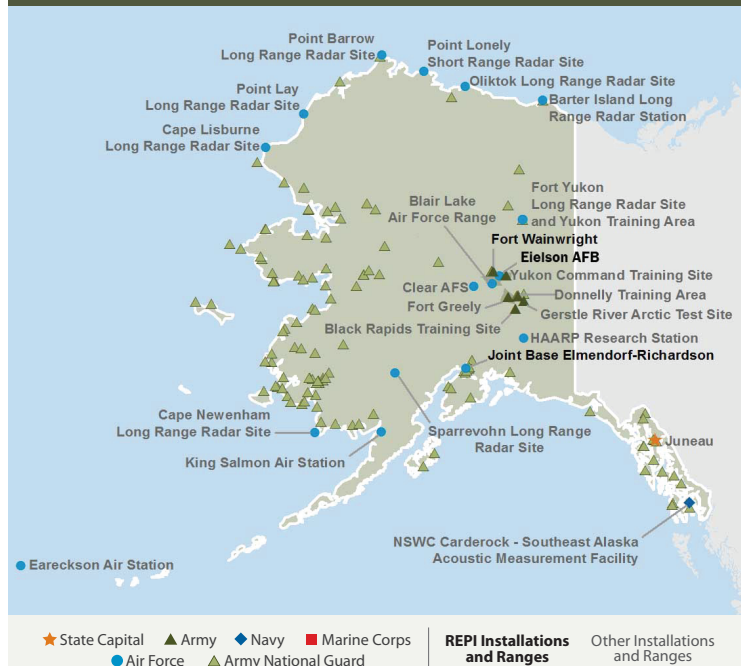 Point Barrow
Long Range Radar Site
Point Lonely
Short Range Radar Site
Oliktok Long Range Radar Site
Point Lay
Long Range Radar Site
Barter Island Long
Range Radar Station
Cape Lisburne
Long Range Radar Site
Blair Lake
Air Force Range
Fort Yukon
Long Range Radar Site
and Yukon Training Area
Fort Wainwright
Eielson AFB
Yukon Command Training Site
Clear AFS
Donnelly Training Area
Fort Greely
Gerstle River Arctic Test Site
Black Rapids Training Site
HAARP Research Station
Joint Base Elmendorf-Richardson
Cape Newenham
Long Range Radar Site
Sparrevohn Long Range
Radar Site
King Salmon Air Station
Juneau
NSWC Carderock - Southeast Alaska
Acoustic Measurement Facility
Eareckson Air Station
State Capital
Army
Navy
Marine Corps
Air Force
Army National Guard
REPI Installations
and Ranges
Other Installations
and Ranges